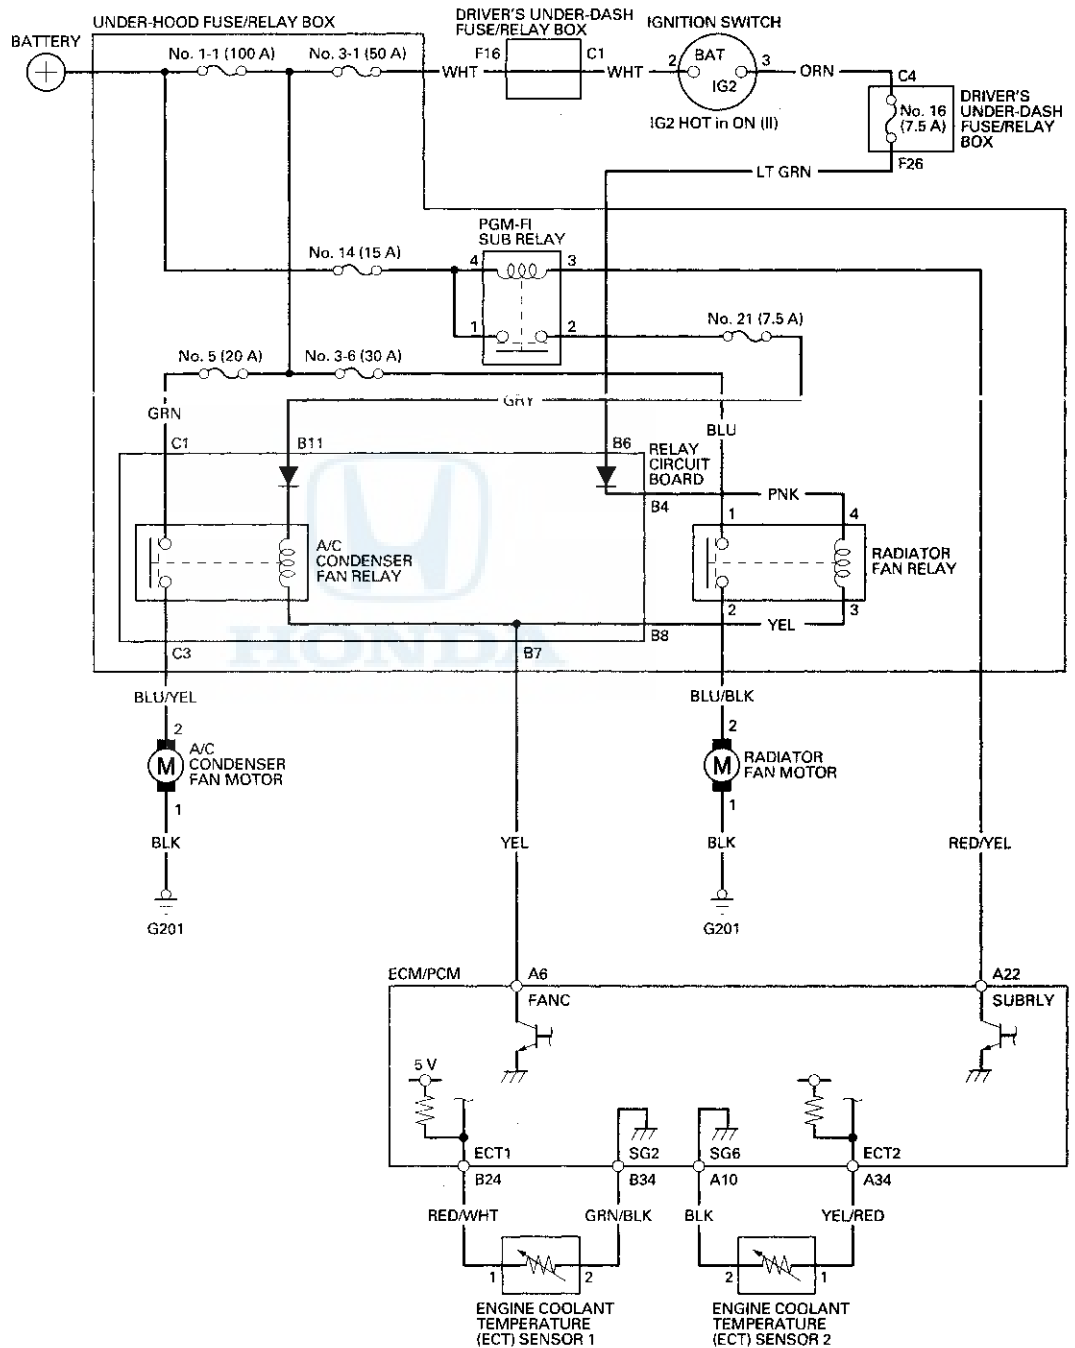 UNDER-HOOD FUSE/RELAY BOX
DRIVER'S UNDER-DASH
FUSE/RELAY BOX
IGNITION SWITCH
BATTERY
No. 1-1 (100 A)
No. 3-1 (50 A)
F16
C1
WHT
WHT
2
BAT
IG2
3
ORN
C4
IG2 HOT in ON (II)
No. 16
(7.5 A)
DRIVER'S
UNDER-DASH
FUSE/RELAY
BOX
F26
LT GRN
PGM-FI
SUB RELAY
No. 14 (15 A)
4
3
1
2
No. 21 (7.5 A)
No. 5 (20 A)
No. 3-6 (30 A)
GRN
GRY
BLU
C1
B11
B6
RELAY
CIRCUIT
BOARD
B4
PNK
1
4
A/C
CONDENSER
FAN RELAY
RADIATOR
FAN RELAY
2
3
B8
YEL
HONDA
C3
B7
BLU/YEL
BLU/BLK
2
A/C
CONDENSER
FAN MOTOR
M
1
2
RADIATOR
FAN MOTOR
M
1
BLK
YEL
BLK
RED/YEL
G201
G201
ECM/PCM
A6
FANC
A22
SUBRLY
5 V
ECT1
SG2
SG6
ECT2
B24
B34
A10
A34
RED/WHT
GRN/BLK
BLK
YEL/RED
1
2
2
1
ENGINE COOLANT
TEMPERATURE
(ECT) SENSOR 1
ENGINE COOLANT
TEMPERATURE
(ECT) SENSOR 2